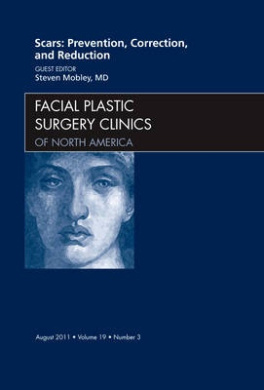 Scars: Prevention, Correction,
and Reduction
GUEST EDITOR
Steven Mobley, MD
FACIAL PLASTIC
SURGERY CLINICS
OF NORTH AMERICA
August 2011 • Volume 19 • Number 3